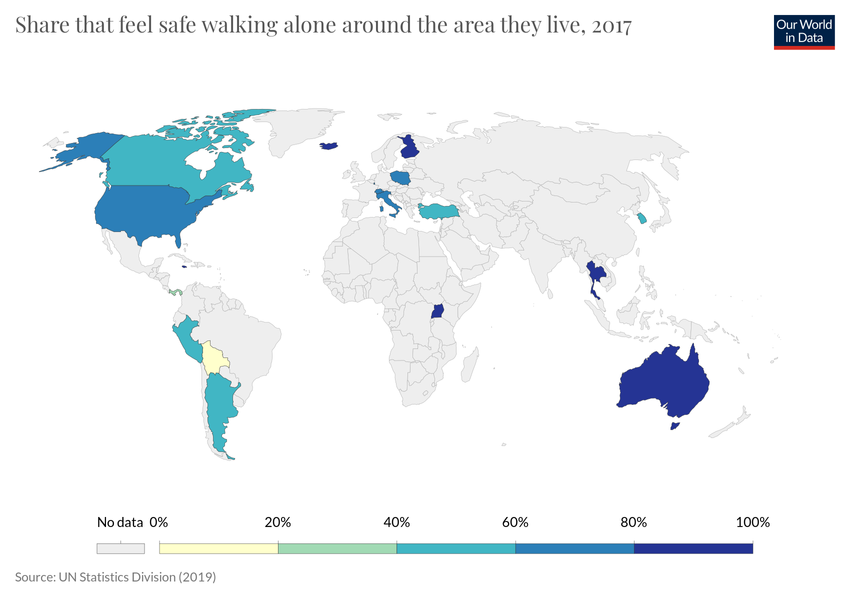 Share that feel safe walking alone around the area they live, 2017
Our World
in Data
No data 0% 20% 40% 60% 80% 100%
Source: UN Statistics Division (2019)